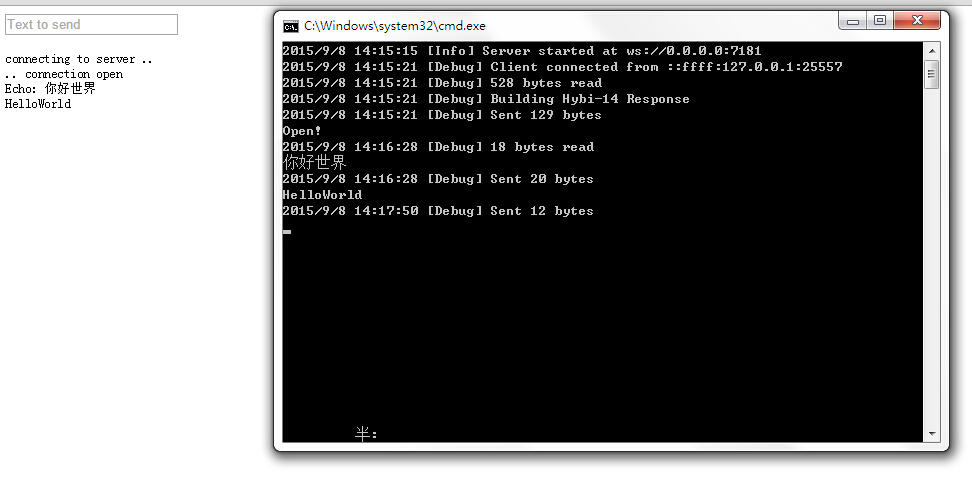 Text to send
connecting to server ..
.. connection open
Echo: 你好世界
HelloWorld
C:\Windows\system32\cmd.exe
2015/9/8 14:15:15 [Info] Server started at ws://0.0.0.0:7181
2015/9/8 14:15:21 [Debug] Client connected from ::ffff:127.0.0.1:25557
2015/9/8 14:15:21 [Debug] 528 bytes read
2015/9/8 14:15:21 [Debug] Building Hybi-14 Response
2015/9/8 14:15:21 [Debug] Sent 129 bytes
Open!
2015/9/8 14:16:28 [Debug] 18 bytes read
你好世界
2015/9/8 14:16:28 [Debug] Sent 20 bytes
HelloWorld
2015/9/8 14:17:50 [Debug] Sent 12 bytes
半: